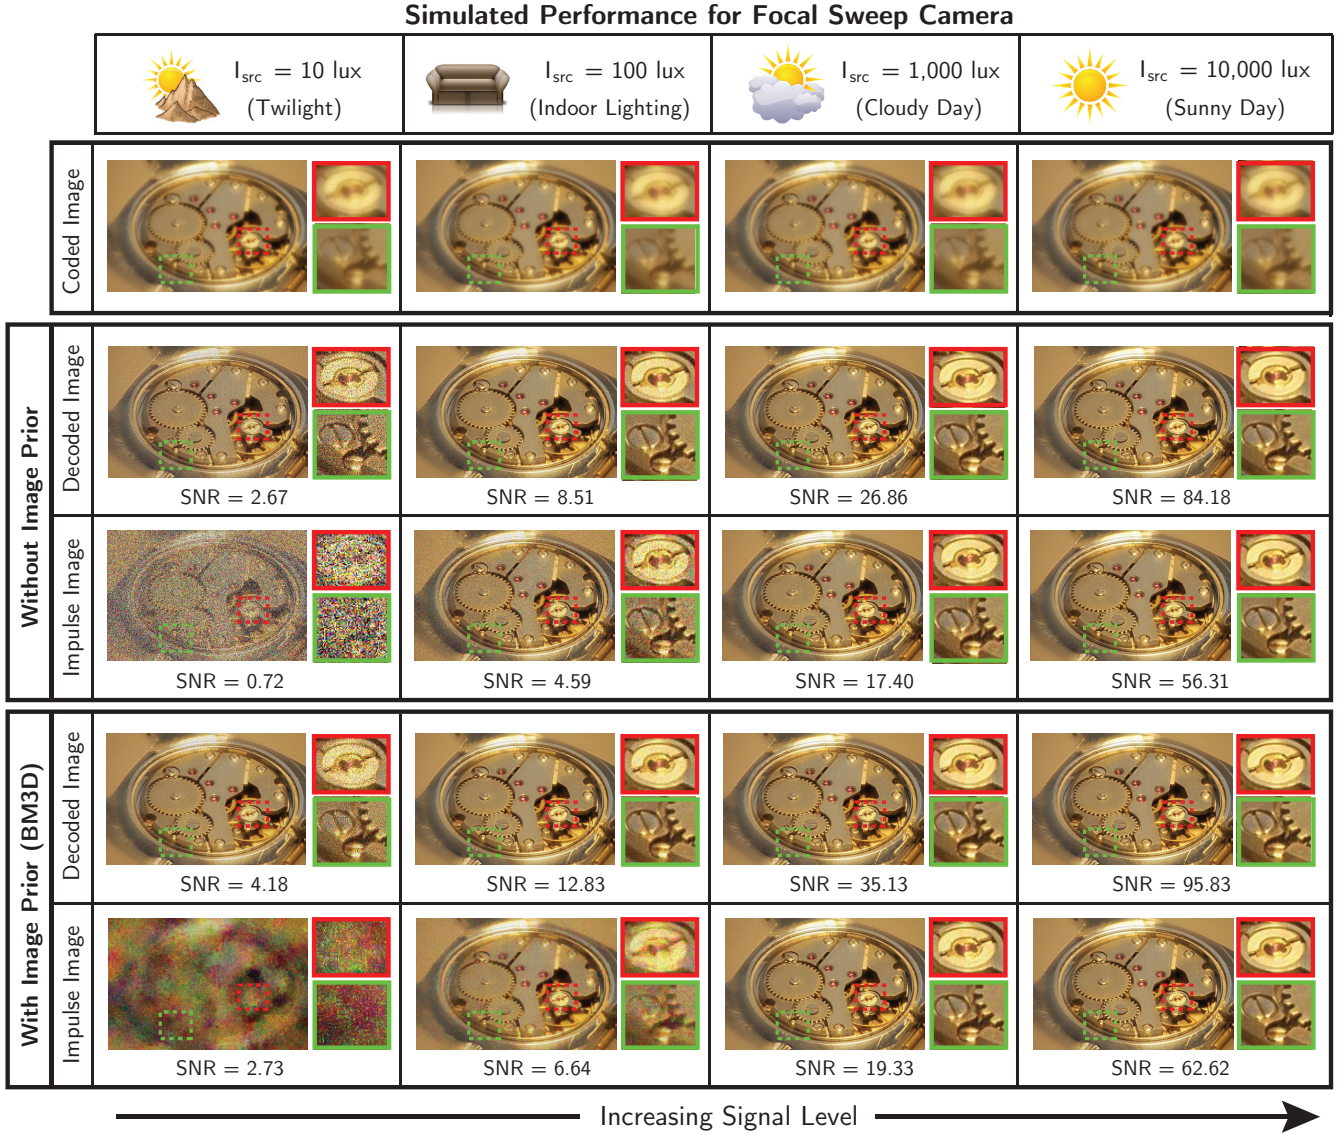 Simulated Performance for Focal Sweep Camera
I_src = 10 lux
(Twilight)
I_src = 100 lux
(Indoor Lighting)
I_src = 1,000 lux
(Cloudy Day)
I_src = 10,000 lux
(Sunny Day)
Coded Image
Without Image Prior
Decoded Image
SNR = 2.67
SNR = 8.51
SNR = 26.86
SNR = 84.18
Impulse Image
SNR = 0.72
SNR = 4.59
SNR = 17.40
SNR = 56.31
With Image Prior (BM3D)
Decoded Image
SNR = 4.18
SNR = 12.83
SNR = 35.13
SNR = 95.83
Impulse Image
SNR = 2.73
SNR = 6.64
SNR = 19.33
SNR = 62.62
Increasing Signal Level